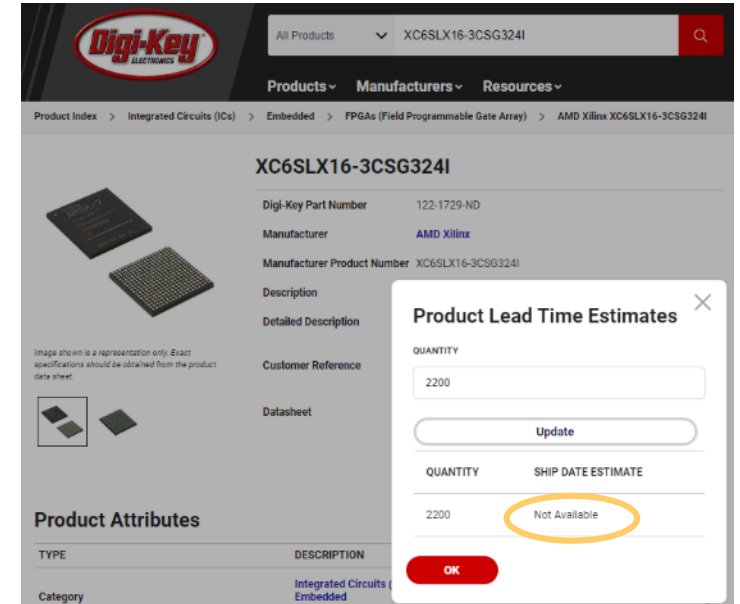 Digi-Key
ELECTRONICS
All Products
XC6SLX16-3CSG324I
Products
Manufacturers
Resources
Product Index > Integrated Circuits (ICs) > Embedded > FPGAs (Field Programmable Gate Array) > AMD Xilinx XC6SLX16-3CSG324I
XC6SLX16-3CSG324I
Digi-Key Part Number 122-1729-ND
Manufacturer AMD Xilinx
Manufacturer Product Number XC6SLX16-3CSG324I
Description
Detailed Description
Customer Reference
Datasheet
ARTIX-7
Image shown is a representation only. Exact
specifications should be obtained from the product
data sheet.
Product Lead Time Estimates
QUANTITY
2200
Update
QUANTITY SHIP DATE ESTIMATE
2200 Not Available
OK
Product Attributes
TYPE DESCRIPTION
Category Integrated Circuits (
Embedded